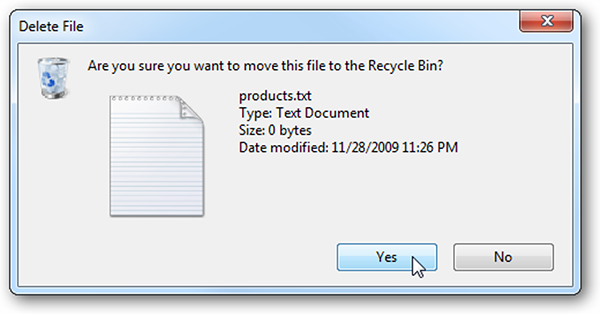 Delete File
Are you sure you want to move this file to the Recycle Bin?
products.txt
Type: Text Document
Size: 0 bytes
Date modified: 11/28/2009 11:26 PM
Yes
No